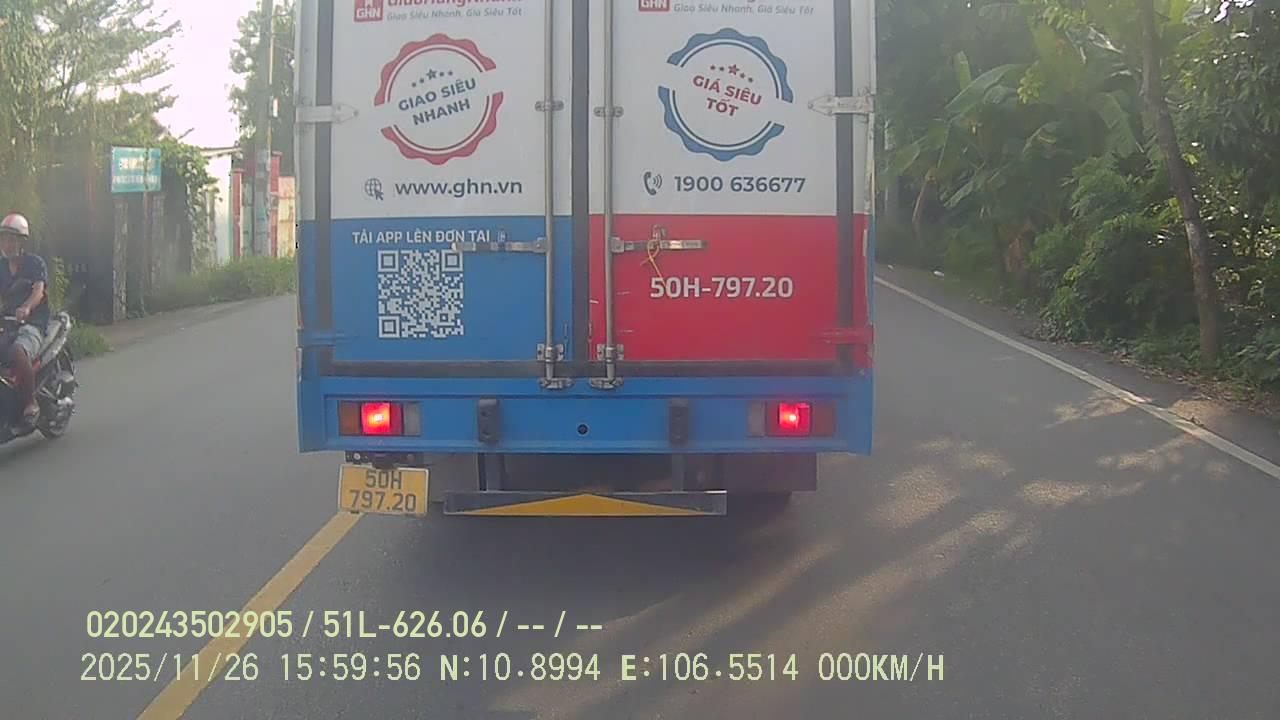 GHN
Giao Siêu Nhanh, Giá Siêu Tốt
GHN
Giao Siêu Nhanh, Giá Siêu Tốt
GIAO SIÊU
NHANH
GIÁ SIÊU
TỐT
www.ghn.vn
1900 636677
TẢI APP LÊN ĐƠN TẠI
50H-797.20
50H
797.20
020243502905 / 51L-626.06 / -- / --
2025/11/26 15:59:56 N:10.8994 E:106.5514 000KM/H